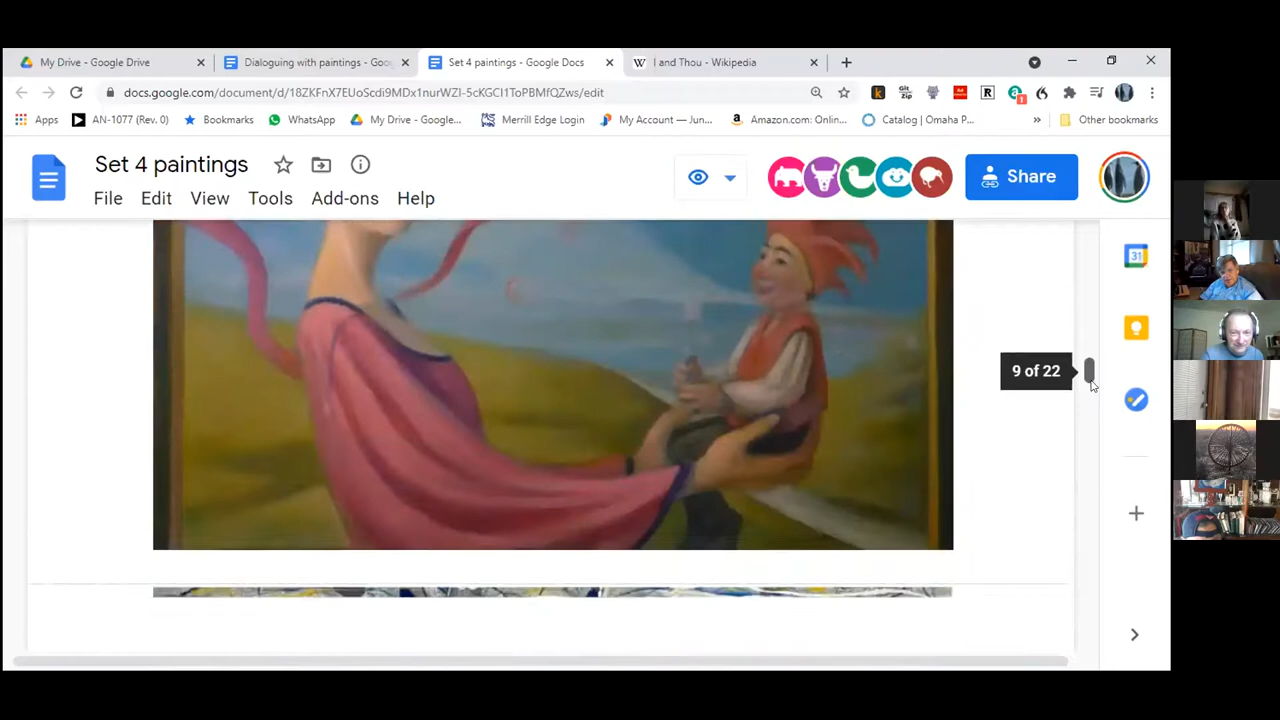 My Drive - Google Drive
Dialoguing with paintings - Goo
Set 4 paintings - Google Docs
W I and Thou - Wikipedia
docs.google.com/document/d/18ZKFnX7EUoScdi9MDx1nurWZI-5cKGCI1ToPBMfQZws/edit
Apps
AN-1077 (Rev. 0)
Bookmarks
WhatsApp
My Drive - Google...
Merrill Edge Login
My Account — Jun...
Amazon.com: Onlin...
Catalog | Omaha P...
»
Other bookmarks
Set 4 paintings
Share
File Edit View Tools Add-ons Help
31
9 of 22